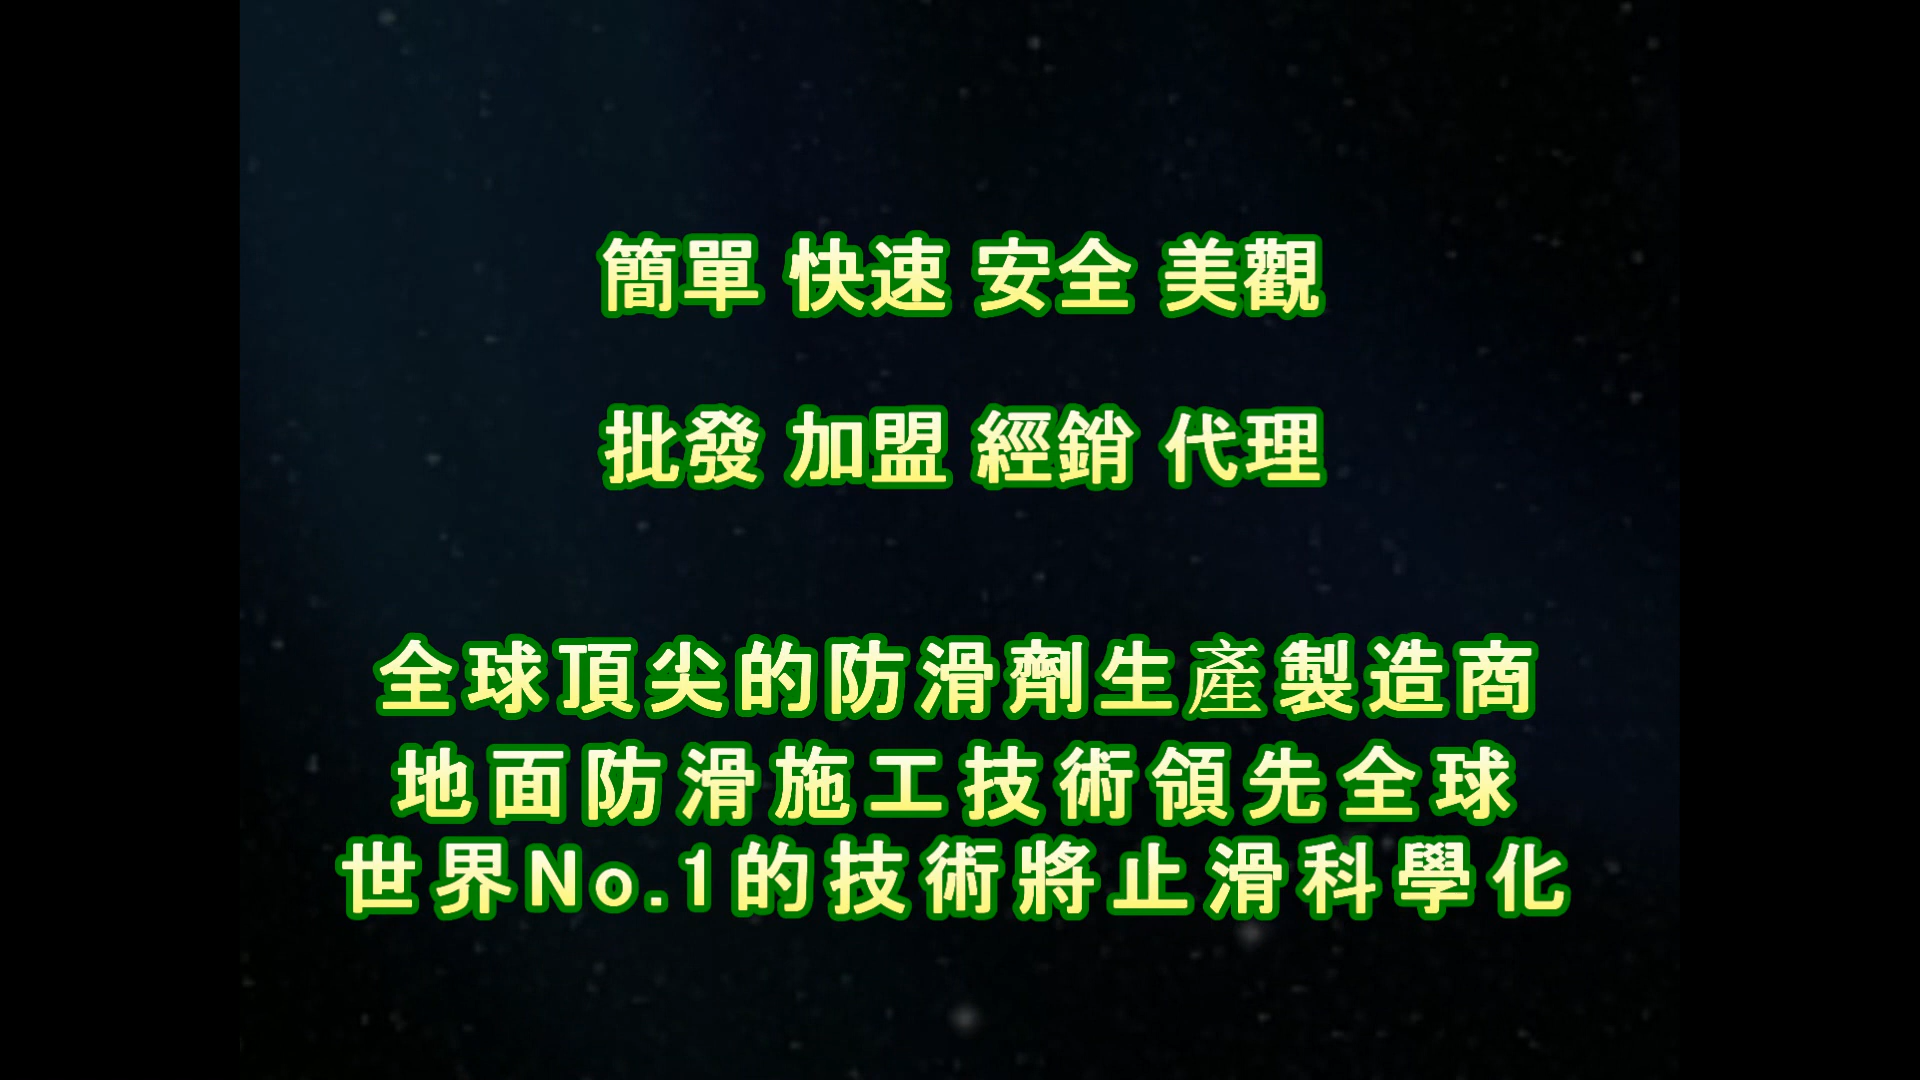 簡單 快速 安全 美觀
批發 加盟 經銷 代理
全球頂尖的防滑劑生產製造商
地面防滑施工技術領先全球
世界No.1的技術將止滑科學化